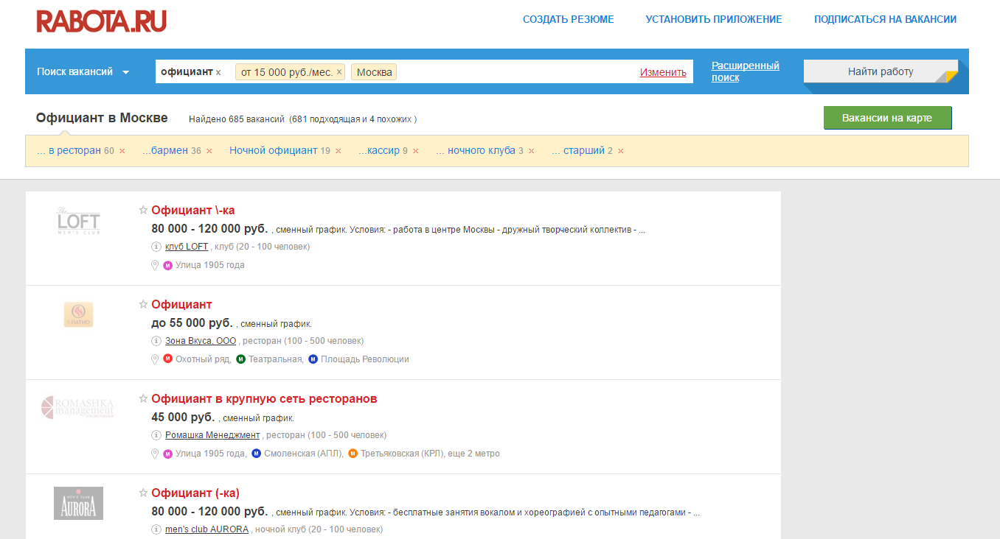 RABOTA.RU
СОЗДАТЬ РЕЗЮМЕ УСТАНОВИТЬ ПРИЛОЖЕНИЕ ПОДПИСАТЬСЯ НА ВАКАНСИИ
Поиск вакансий официант x от 15 000 руб./мес. x Москва Изменить Расширенный поиск Найти работу
Официант в Москве Найдено 685 вакансий (681 подходящая и 4 похожих ) Вакансии на карте
... в ресторан 60 x ...бармен 36 x Ночной официант 19 x ...кассир 9 x ... ночного клуба 3 x ... старший 2 x
The LOFT MEN'S CLUB
Официант \-ка
80 000 - 120 000 руб. , сменный график. Условия: - работа в центре Москвы - дружный творческий коллектив - ...
клуб LOFT , клуб (20 - 100 человек)
М Улица 1905 года
Официант
до 55 000 руб. , сменный график.
Зона Вкуса, ООО , ресторан (100 - 500 человек)
М Охотный ряд, М Театральная, М Площадь Революции
ROMASHKA
management
Официант в крупную сеть ресторанов
45 000 руб. , сменный график.
Ромашка Менеджмент , ресторан (100 - 500 человек)
М Улица 1905 года, М Смоленская (АПЛ), М Третьяковская (КРЛ), еще 2 метро
MEN'S CLUB
AURORA
Официант (-ка)
80 000 - 120 000 руб. , сменный график. Условия: - бесплатные занятия вокалом и хореографией с опытными педагогами - ...
men's club AURORA , ночной клуб (20 - 100 человек)